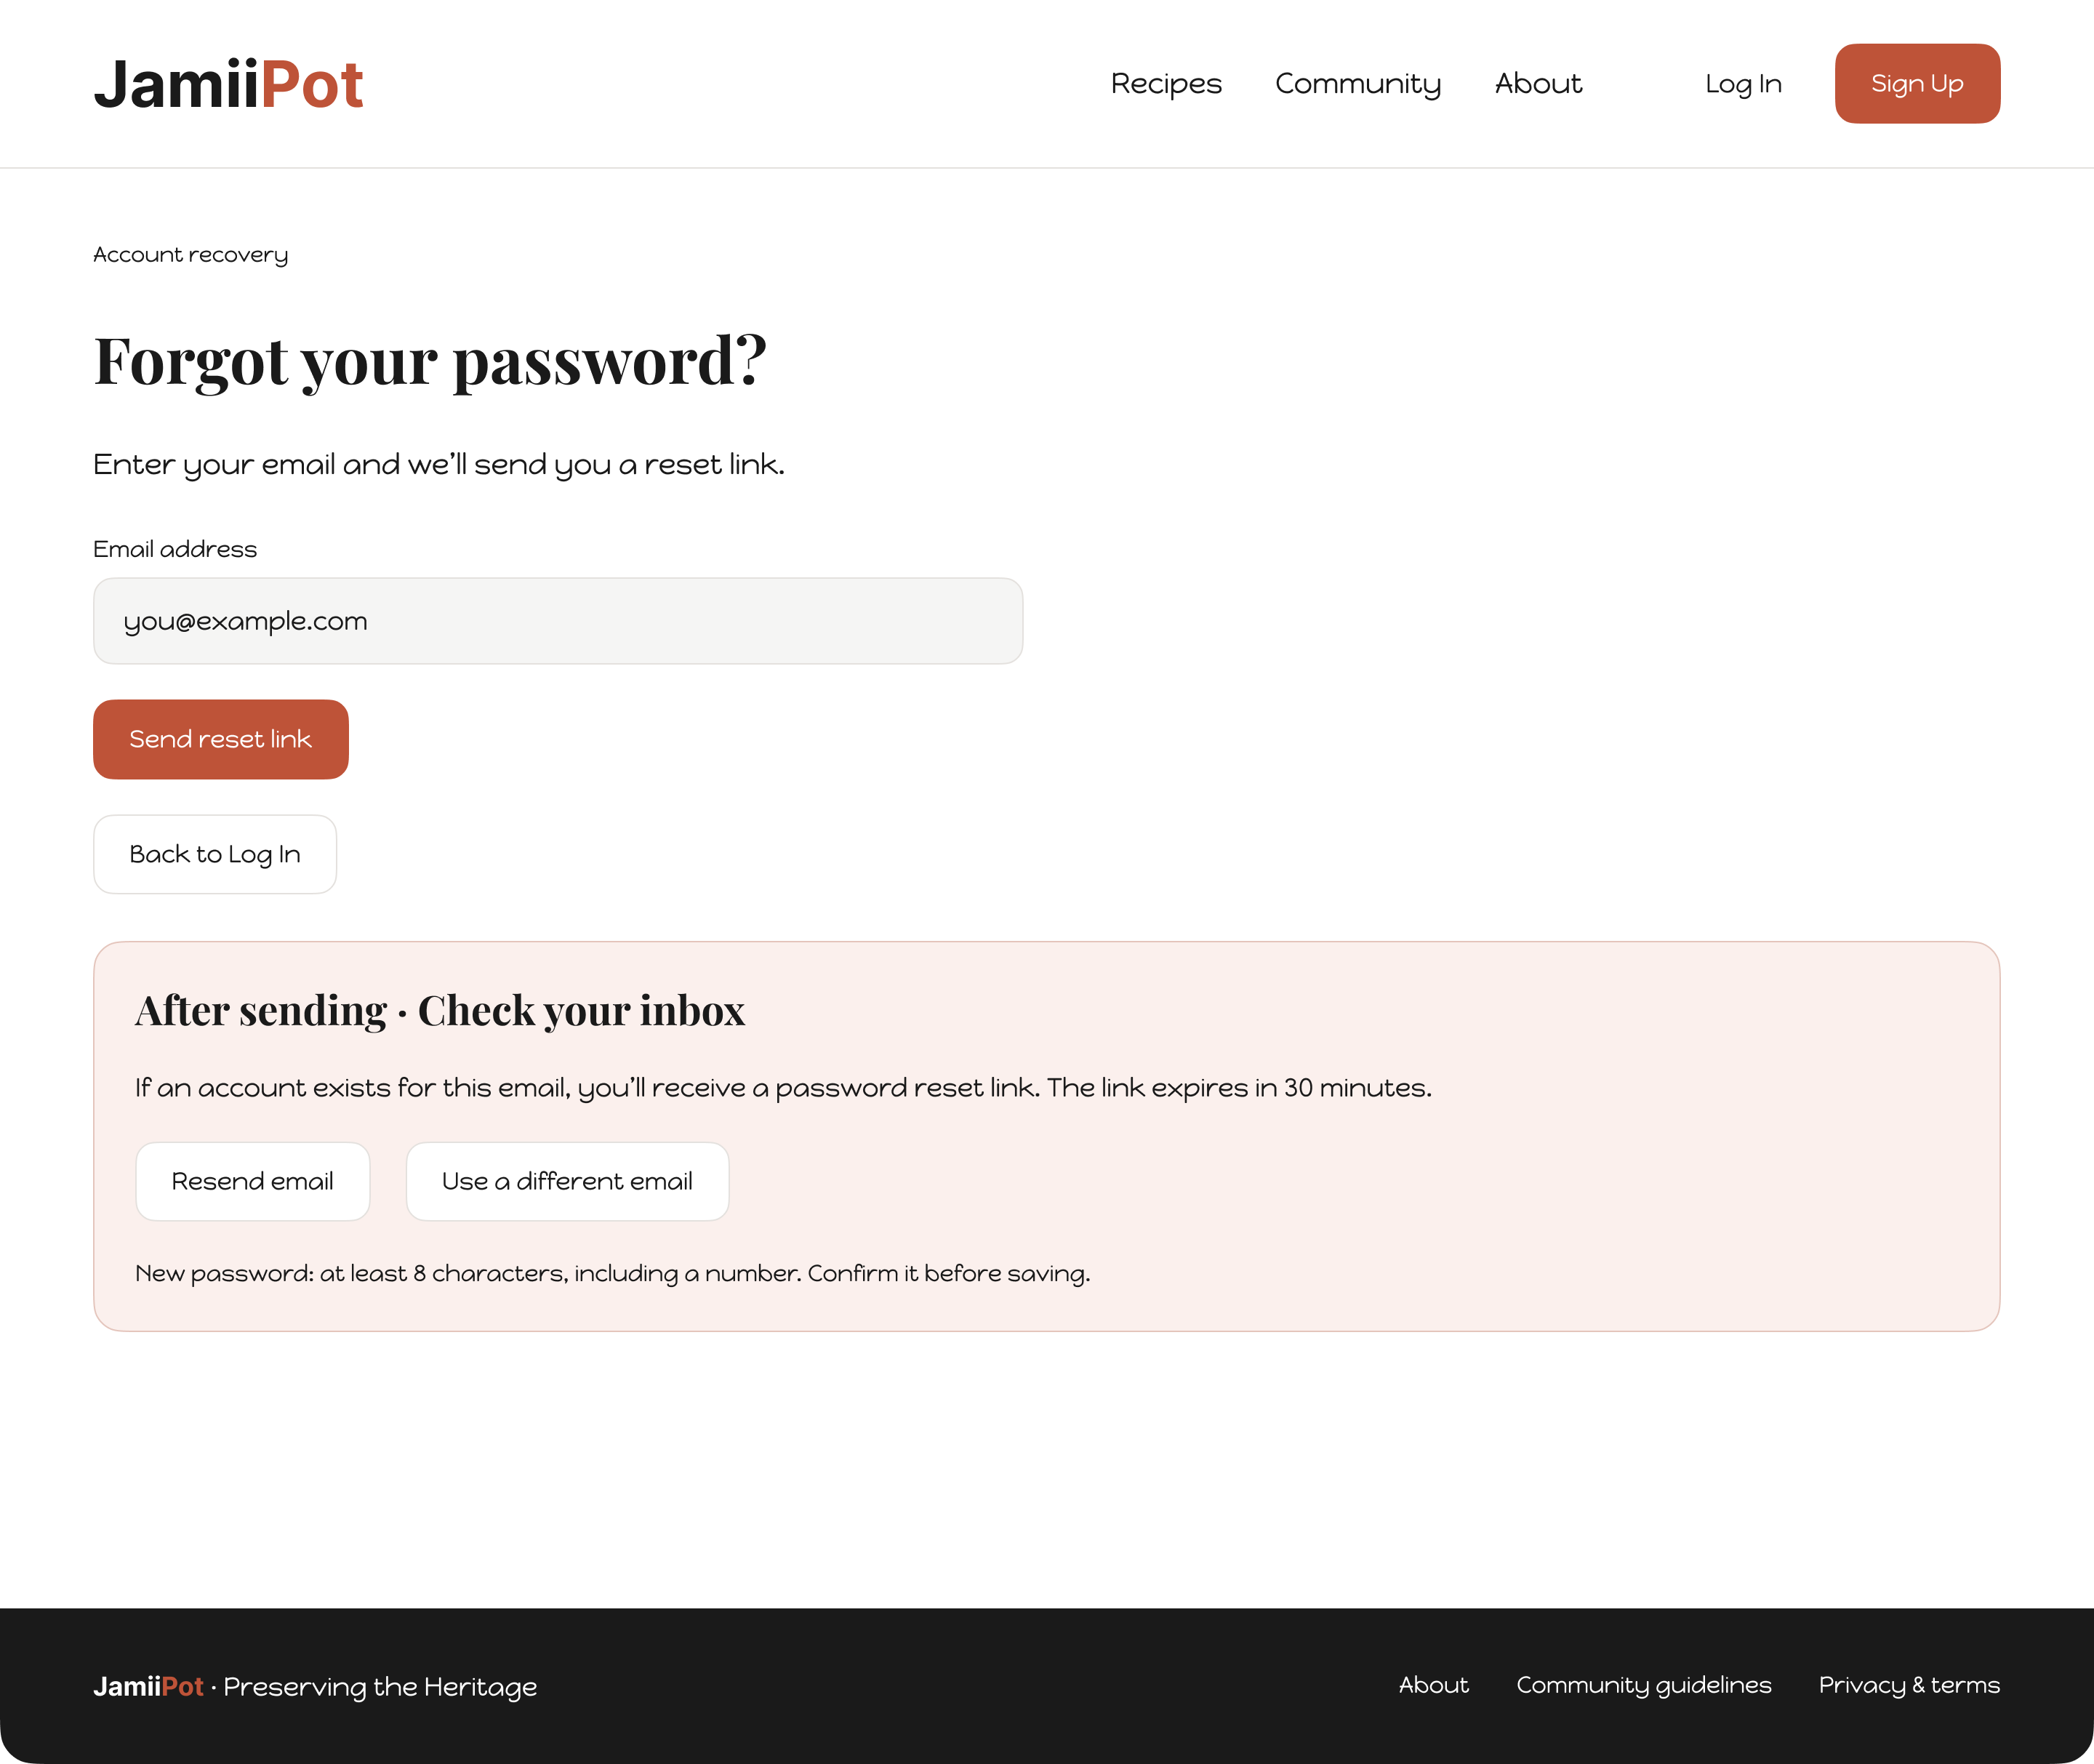 JamiiPot
Recipes Community About Log In Sign Up
Account recovery
Forgot your password?
Enter your email and we’ll send you a reset link.
Email address
you@example.com
Send reset link
Back to Log In
After sending · Check your inbox
If an account exists for this email, you’ll receive a password reset link. The link expires in 30 minutes.
Resend email Use a different email
New password: at least 8 characters, including a number. Confirm it before saving.
JamiiPot · Preserving the Heritage
About Community guidelines Privacy & terms